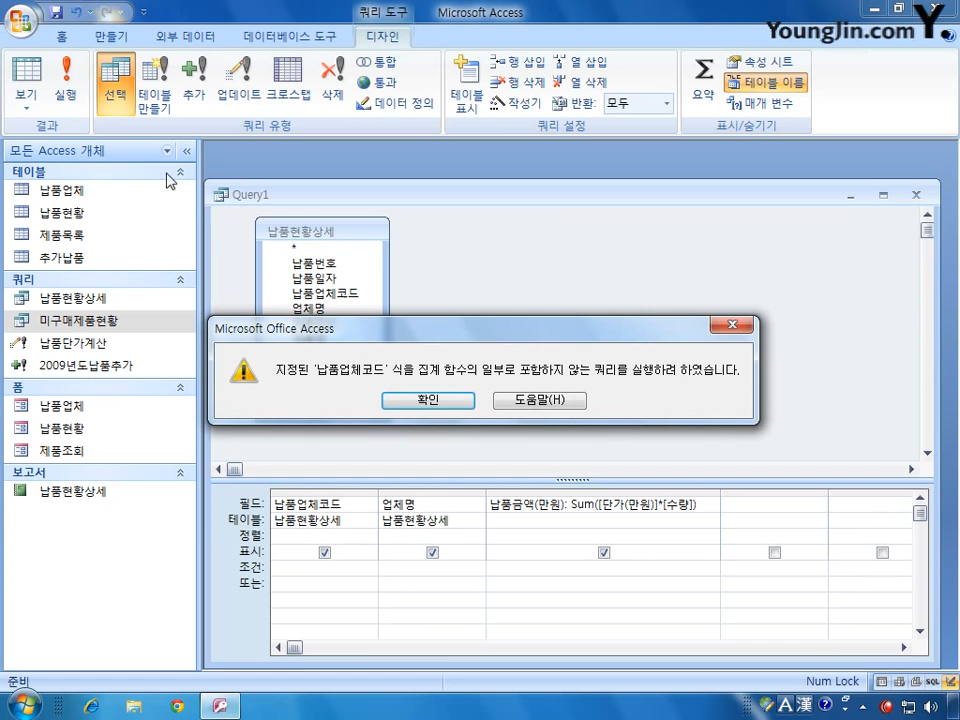 쿼리 도구 Microsoft Access
YoungJin.com Y.
홈 만들기 외부 데이터 데이터베이스 도구 디자인
보기 실행 선택 테이블 만들기 추가 업데이트 크로스탭 삭제 통합 통과 데이터 정의 테이블 표시 행 삽입 행 삭제 작성기 열 삽입 열 삭제 반환: 모두 요약 속성 시트 테이블 이름 매개 변수
결과 쿼리 유형 쿼리 설정 표시/숨기기
모든 Access 개체
테이블
납품업체
납품현황
제품목록
추가납품
쿼리
납품현황상세
미구매제품현황
납품단가계산
2009년도납품추가
폼
납품업체
납품현황
제품조회
보고서
납품현황상세
Query1
납품현황상세
*
납품번호
납품일자
납품업체코드
업체명
Microsoft Office Access
지정된 '납품업체코드' 식을 집계 함수의 일부로 포함하지 않는 쿼리를 실행하려 하였습니다.
확인 도움말(H)
필드: 납품업체코드 업체명 납품금액(만원): Sum([단가(만원)]*[수량])
테이블: 납품현황상세 납품현황상세
정렬:
표시:
조건:
또는:
준비 Num Lock SQL
A 漢